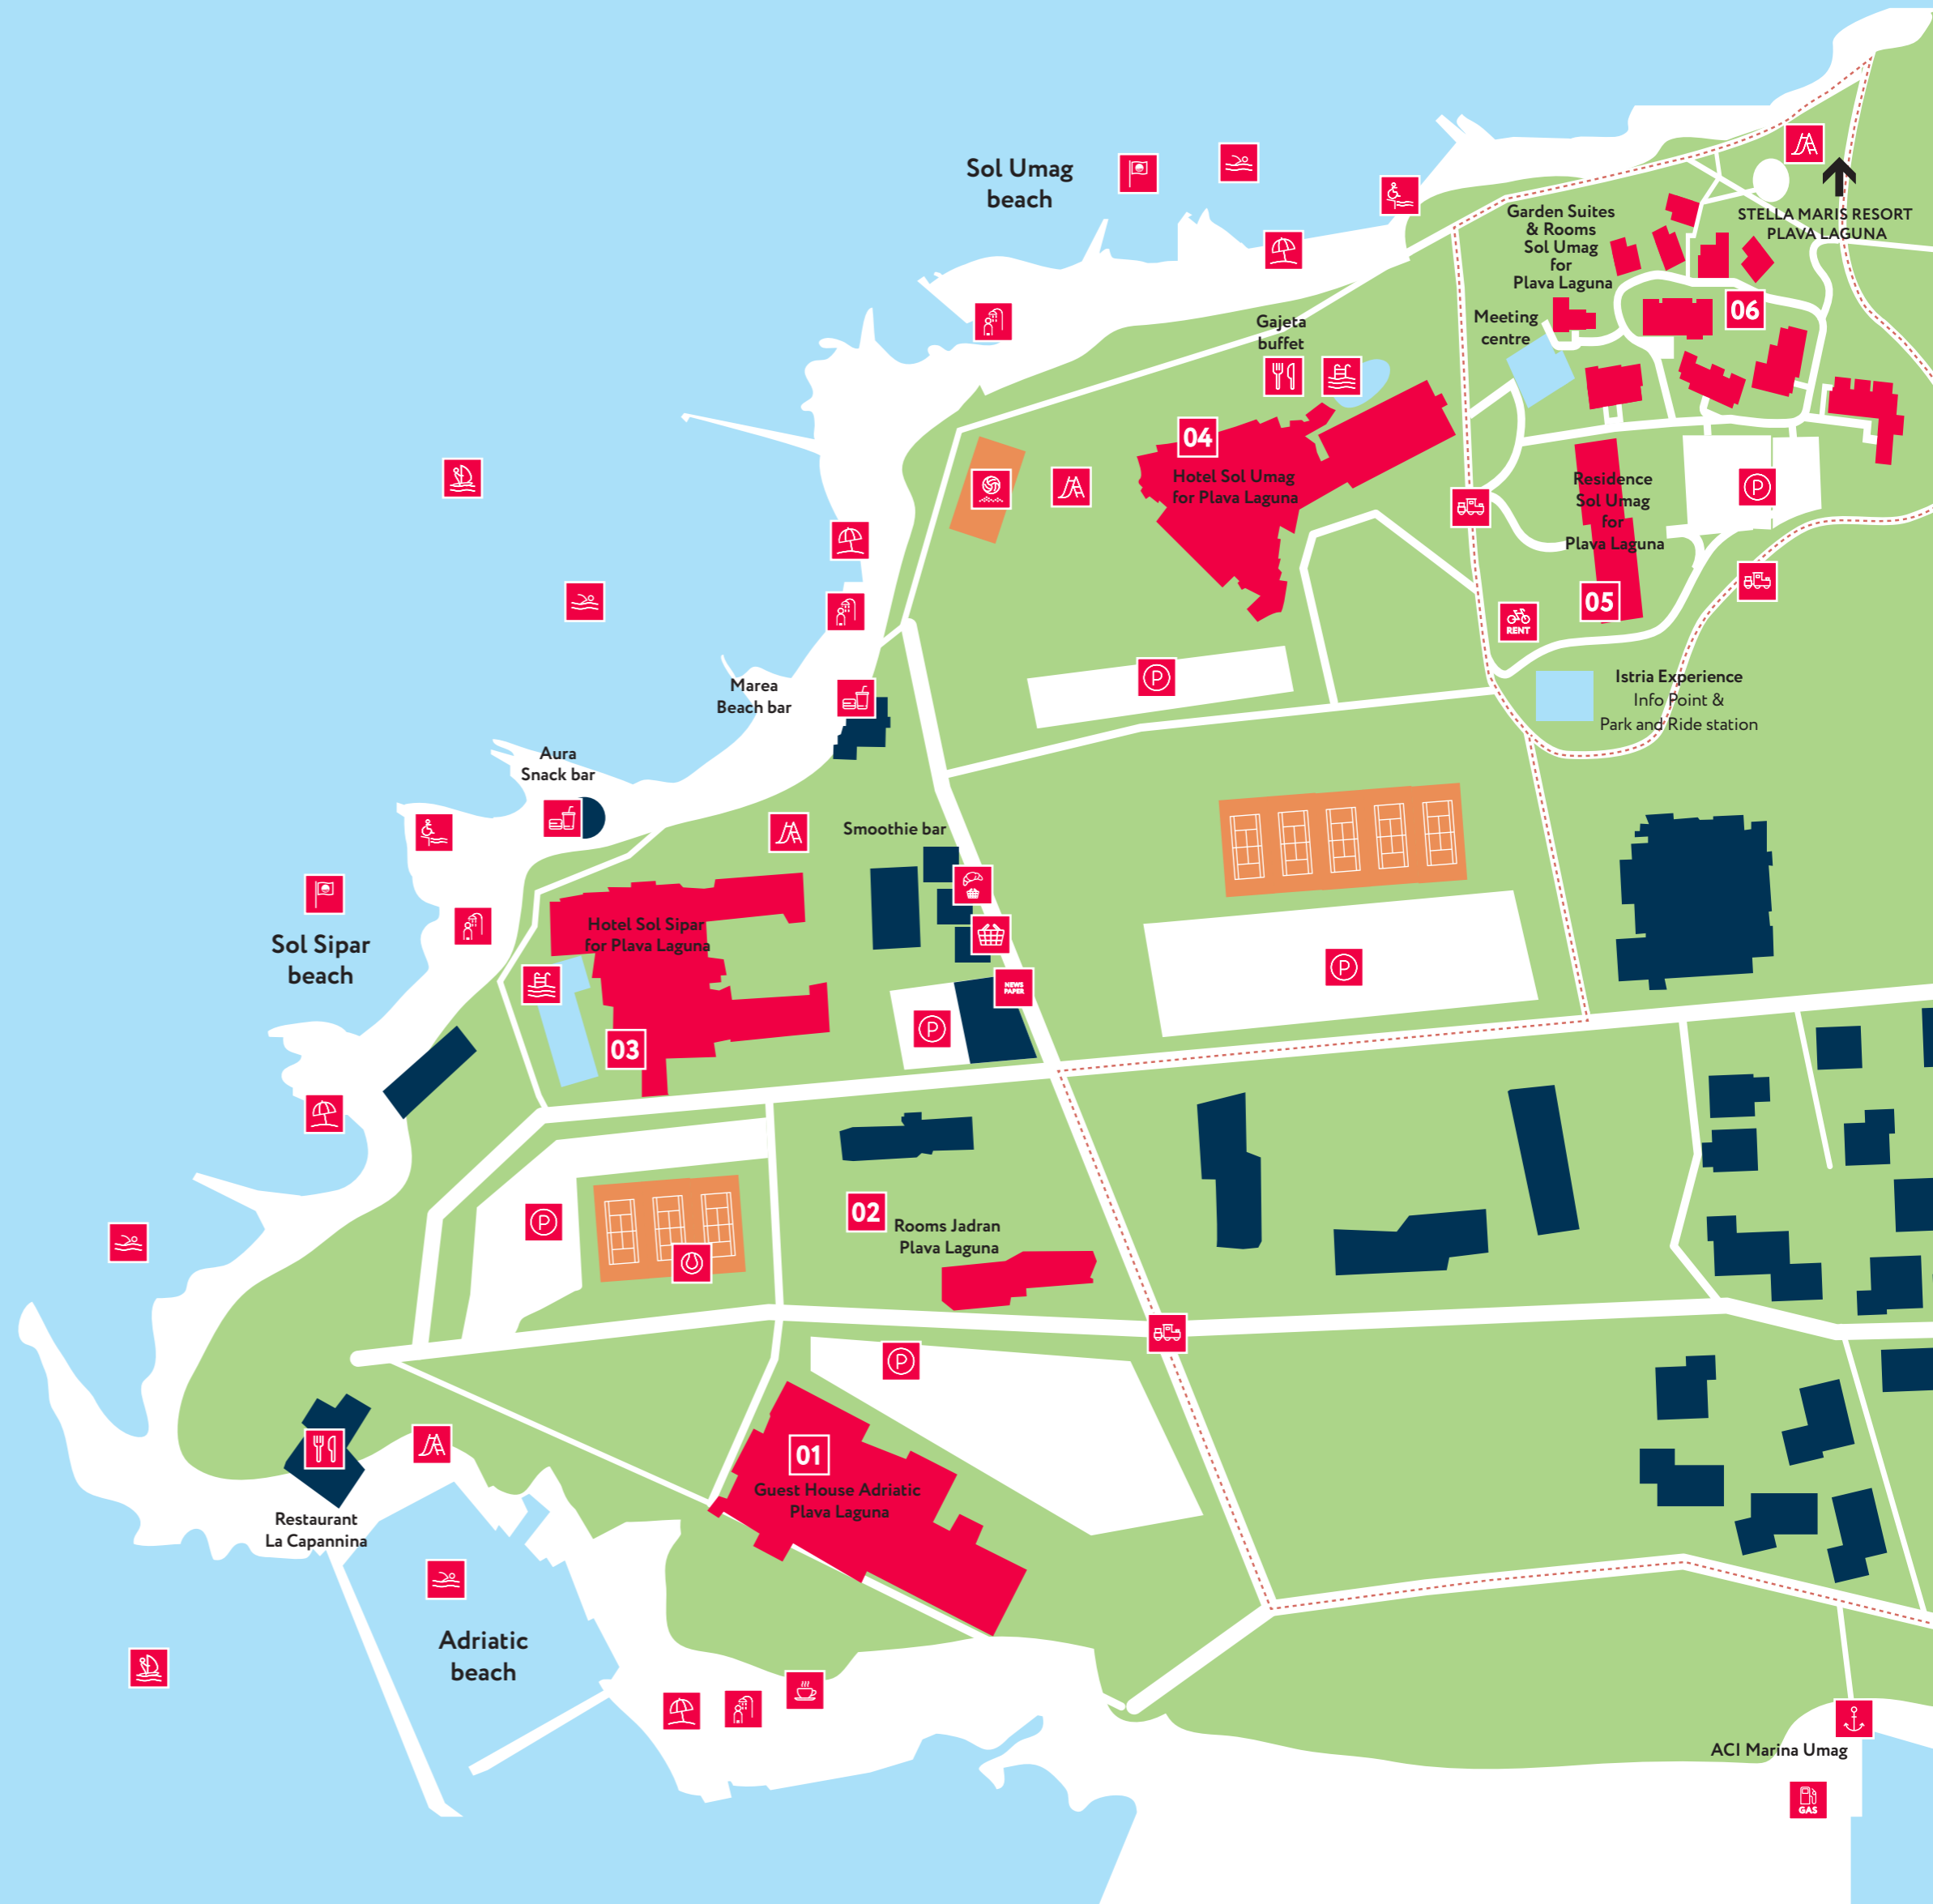 Sol Umag
beach
STELLA MARIS RESORT
PLAVA LAGUNA
Garden Suites
& Rooms
Sol Umag
for
Plava Laguna
06
Meeting
centre
Gajeta
buffet
04
Hotel Sol Umag
for Plava Laguna
Residence
Sol Umag
for
Plava Laguna
P
05
RENT
P
Istria Experience
Info Point &
Park and Ride station
Marea
Beach bar
Aura
Snack bar
Smoothie bar
Sol Sipar
beach
Hotel Sol Sipar
for Plava Laguna
03
NEWS
PAPER
P
P
P
02
Rooms Jadran
Plava Laguna
P
01
Guest House Adriatic
Plava Laguna
Restaurant
La Capannina
Adriatic
beach
ACI Marina Umag
GAS